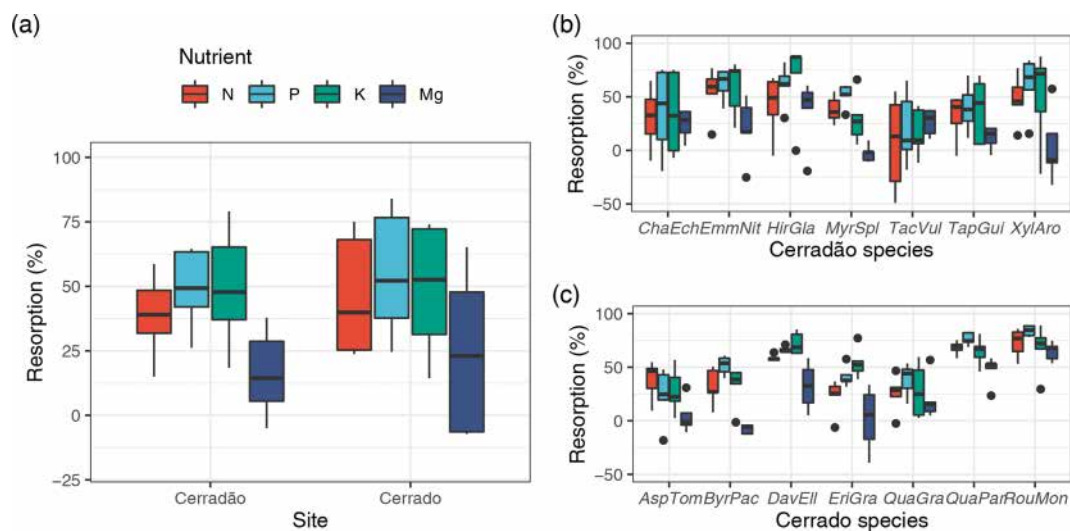 (a)
Nutrient
N P K Mg
Resorption (%)
100
75
50
25
0
−25
Cerradão Cerrado
Site
(b)
Resorption (%)
100
50
0
−50
ChaEch EmmNit HirGla MyrSpl TacVul TapGui XylAro
Cerradão species
(c)
Resorption (%)
100
50
0
−50
AspTom ByrPac DavEll EriGra QuaGra QuaPar RouMon
Cerrado species